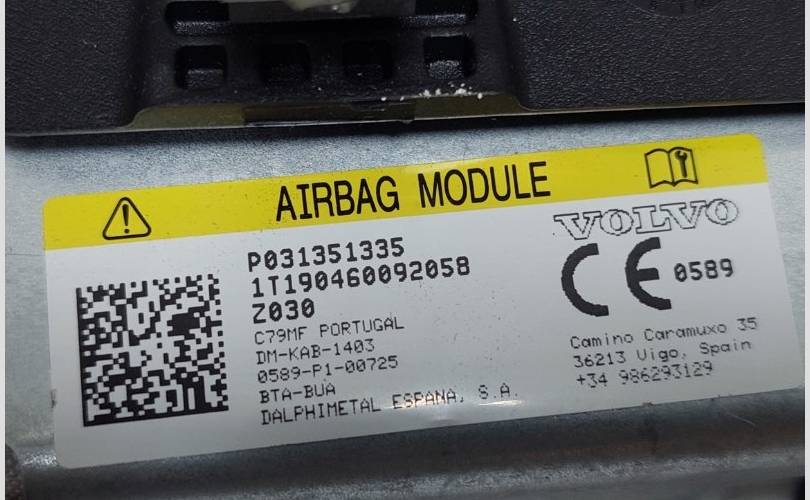 AIRBAG MODULE
P031351335
1T190460092058
Z030
C79MF PORTUGAL
DM-KAB-1403
0589-P1-00725
BTA-BUA
DALPHIMETAL ESPANA, S.A.
VOLVO
CE 0589
Camino Caramuxo 35
36213 Vigo, Spain
+34 986293129